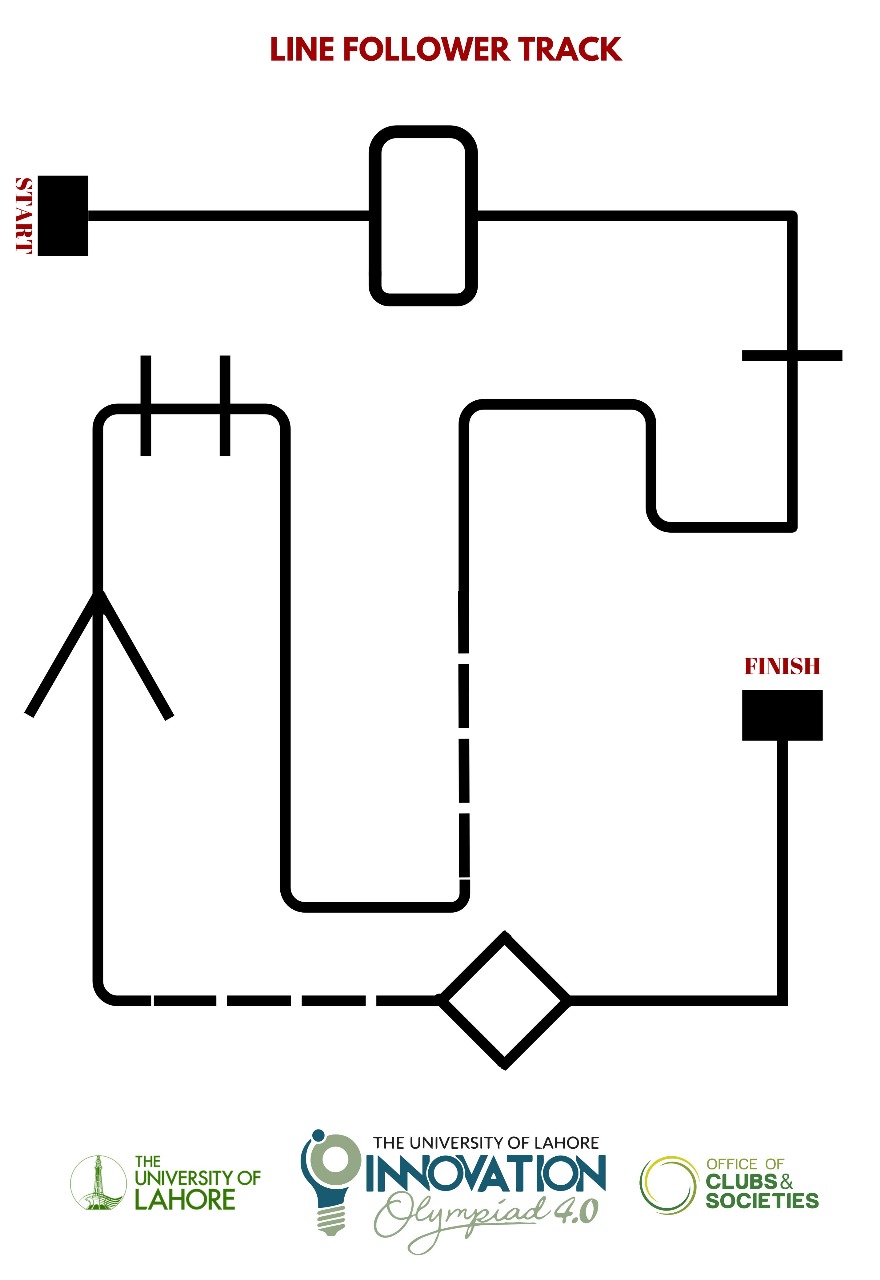 LINE FOLLOWER TRACK
START
FINISH
THE
UNIVERSITY OF
LAHORE
THE UNIVERSITY OF LAHORE
INNOVATION
Olympiad 4.0
OFFICE OF
CLUBS &
SOCIETIES